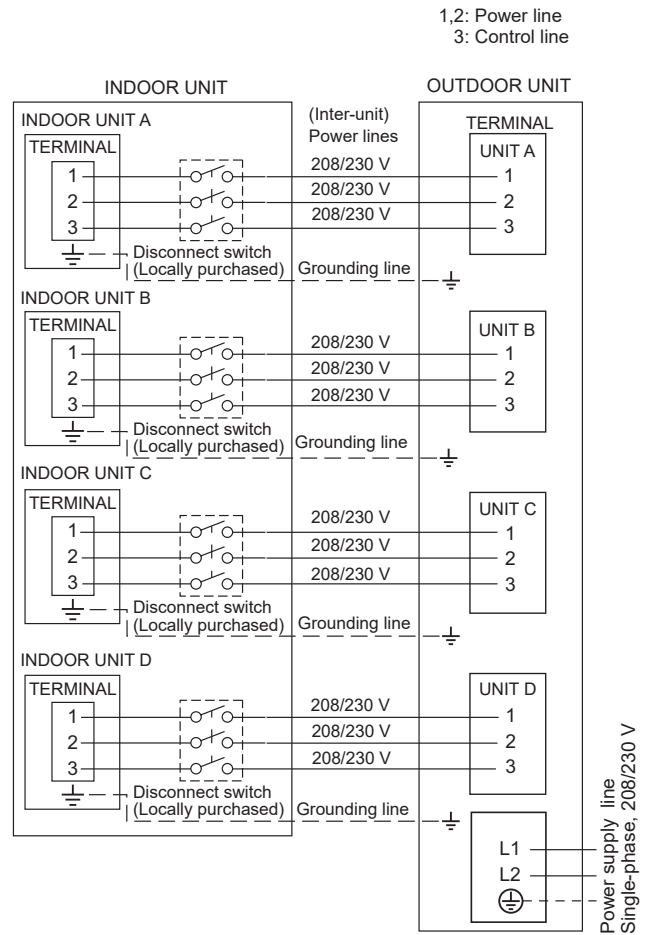 1,2: Power line
3: Control line
INDOOR UNIT
OUTDOOR UNIT
INDOOR UNIT A
(Inter-unit)
Power lines
TERMINAL
TERMINAL
UNIT A
1
208/230 V
1
2
208/230 V
2
3
208/230 V
3
Disconnect switch
(Locally purchased)
Grounding line
INDOOR UNIT B
TERMINAL
UNIT B
1
208/230 V
1
2
208/230 V
2
3
208/230 V
3
Disconnect switch
(Locally purchased)
Grounding line
INDOOR UNIT C
TERMINAL
UNIT C
1
208/230 V
1
2
208/230 V
2
3
208/230 V
3
Disconnect switch
(Locally purchased)
Grounding line
INDOOR UNIT D
TERMINAL
UNIT D
1
208/230 V
1
2
208/230 V
2
3
208/230 V
3
Disconnect switch
(Locally purchased)
Grounding line
L1
L2
Power supply line
Single-phase, 208/230 V